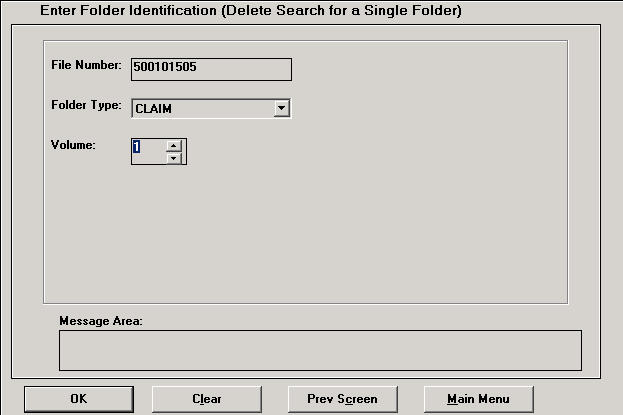 Enter Folder Identification (Delete Search for a Single Folder)
File Number: 500101505
Folder Type: CLAIM
Volume: 1
Message Area:
OK Clear Prev Screen Main Menu